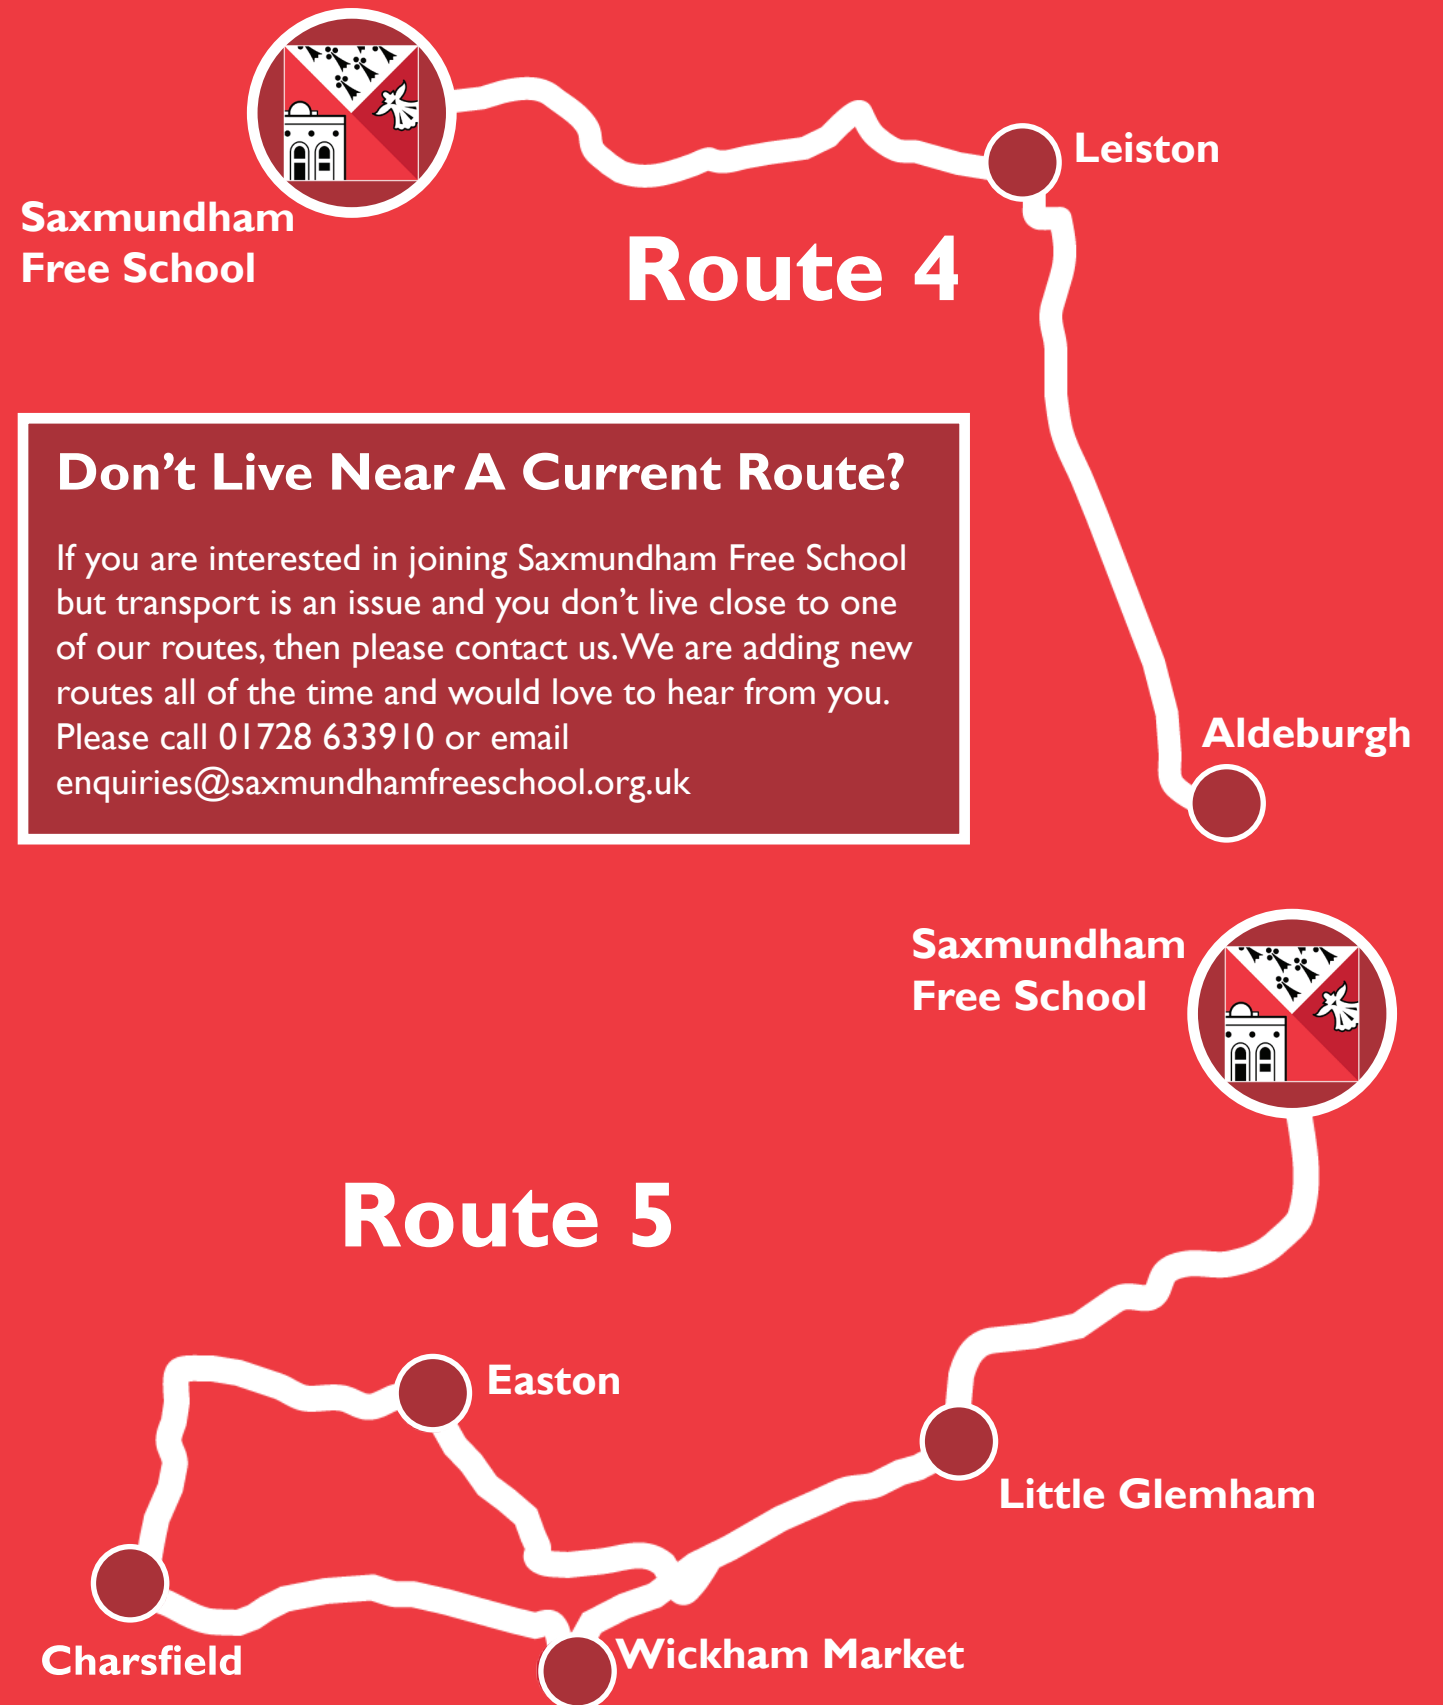 Leiston
Saxmundham
Free School
Route 4
Don’t Live Near A Current Route?
If you are interested in joining Saxmundham Free School
but transport is an issue and you don’t live close to one
of our routes, then please contact us. We are adding new
routes all of the time and would love to hear from you.
Please call 01728 633910 or email
enquiries@saxmundhamfreeschool.org.uk
Aldeburgh
Saxmundham
Free School
Route 5
Easton
Little Glemham
Charsfield
Wickham Market